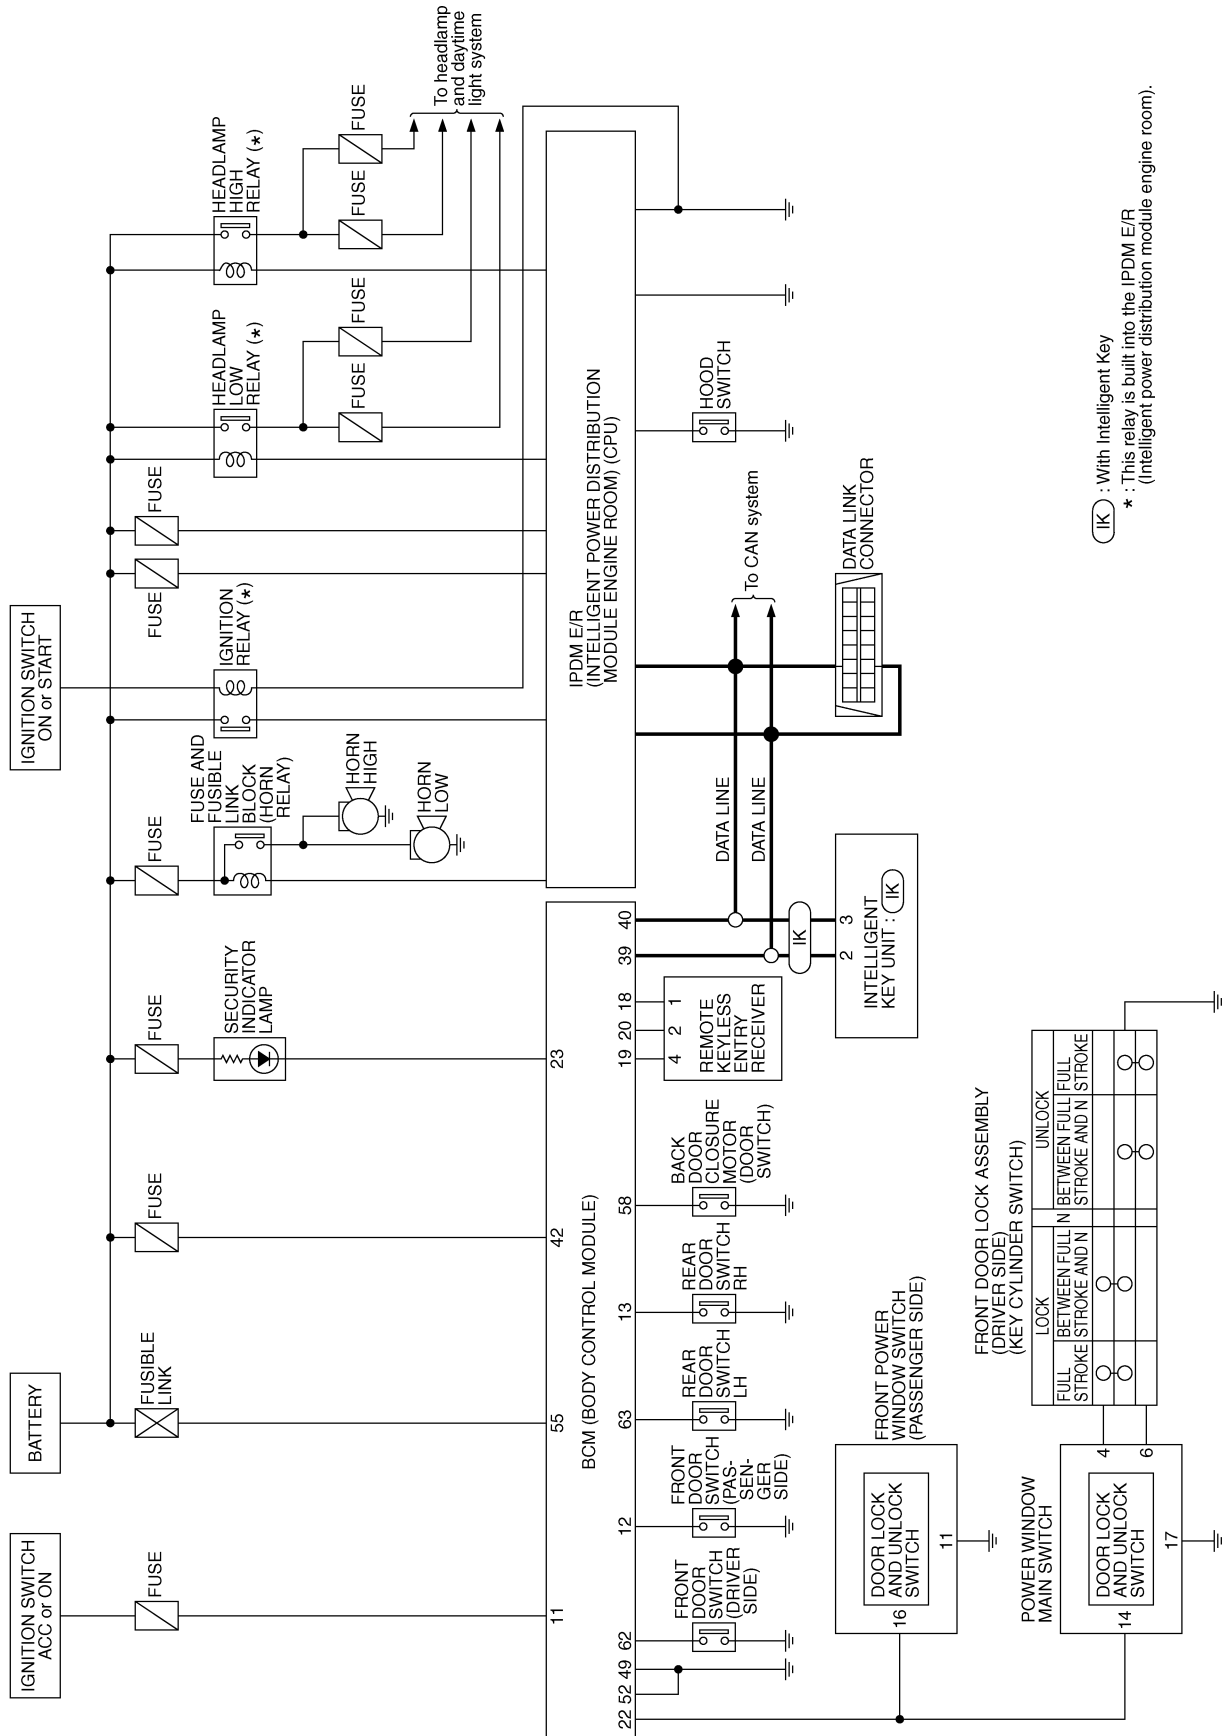 IGNITION SWITCH
ACC or ON
BATTERY
IGNITION SWITCH
ON or START
FUSE
FUSIBLE
LINK
FUSE
FUSE
SECURITY
INDICATOR
LAMP
FUSE
FUSE AND
FUSIBLE
LINK
BLOCK
(HORN
RELAY)
HORN
HIGH
HORN
LOW
IGNITION
RELAY (*)
FUSE
FUSE
HEADLAMP
LOW
RELAY (*)
FUSE
FUSE
HEADLAMP
HIGH
RELAY (*)
FUSE
FUSE
To headlamp
and daytime
light system
11
55
42
23
BCM (BODY CONTROL MODULE)
IPDM E/R
(INTELLIGENT POWER DISTRIBUTION
MODULE ENGINE ROOM) (CPU)
22
52
49
62
12
63
13
58
19
20
18
39
40
FRONT
DOOR
SWITCH
(DRIVER
SIDE)
FRONT
DOOR
SWITCH
(PAS-
SEN-
GER
SIDE)
REAR
DOOR
SWITCH
LH
REAR
DOOR
SWITCH
RH
BACK
DOOR
CLOSURE
MOTOR
(DOOR
SWITCH)
4
2
1
REMOTE
KEYLESS
ENTRY
RECEIVER
IK
DATA LINE
DATA LINE
To CAN system
HOOD
SWITCH
2
3
INTELLIGENT
KEY UNIT : IK
DATA LINK
CONNECTOR
16
DOOR LOCK
AND UNLOCK
SWITCH
11
FRONT POWER
WINDOW SWITCH
(PASSENGER SIDE)
POWER WINDOW
MAIN SWITCH
14
DOOR LOCK
AND UNLOCK
SWITCH
17
4
6
FRONT DOOR LOCK ASSEMBLY
(DRIVER SIDE)
(KEY CYLINDER SWITCH)
LOCK
N
UNLOCK
FULL
STROKE
BETWEEN FULL
STROKE AND N
BETWEEN FULL
STROKE AND N
FULL
STROKE
IK : With Intelligent Key
* : This relay is built into the IPDM E/R
(Intelligent power distribution module engine room).